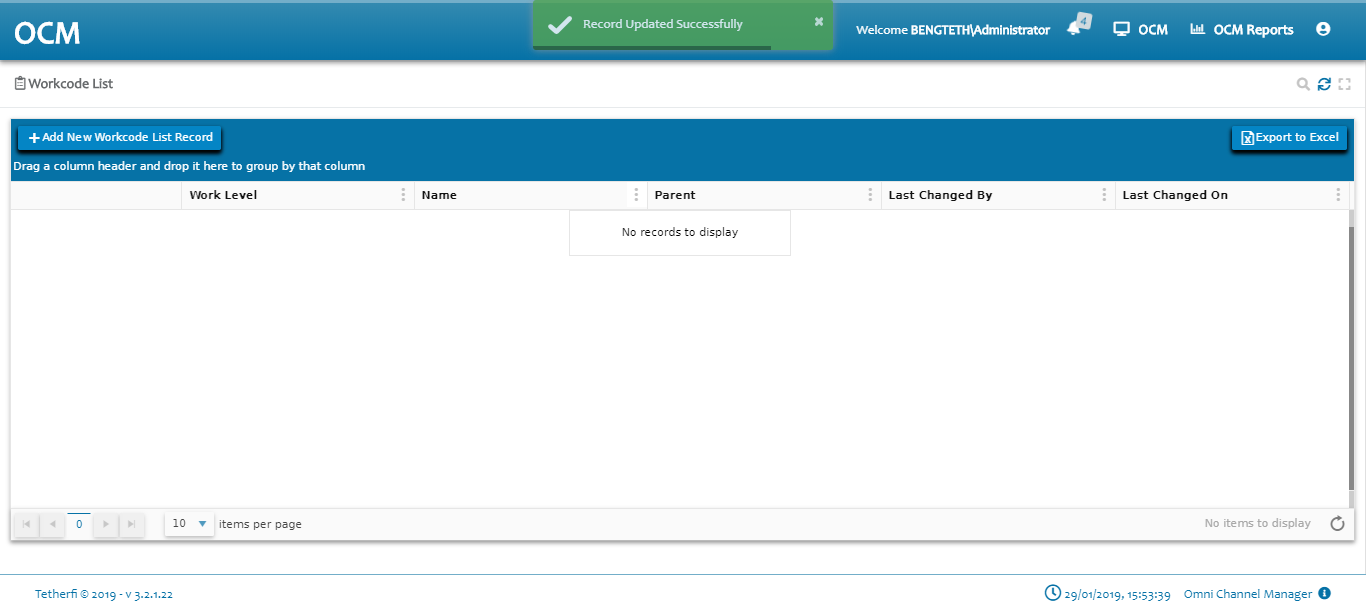 OCM
Record Updated Successfully
Welcome BENGTETH\Administrator
4
OCM
OCM Reports
Workcode List
Add New Workcode List Record
Export to Excel
Drag a column header and drop it here to group by that column
Work Level Name Parent Last Changed By Last Changed On
No records to display
0
10 items per page
No items to display
Tetherfi © 2019 - v 3.2.1.22
29/01/2019, 15:53:39
Omni Channel Manager